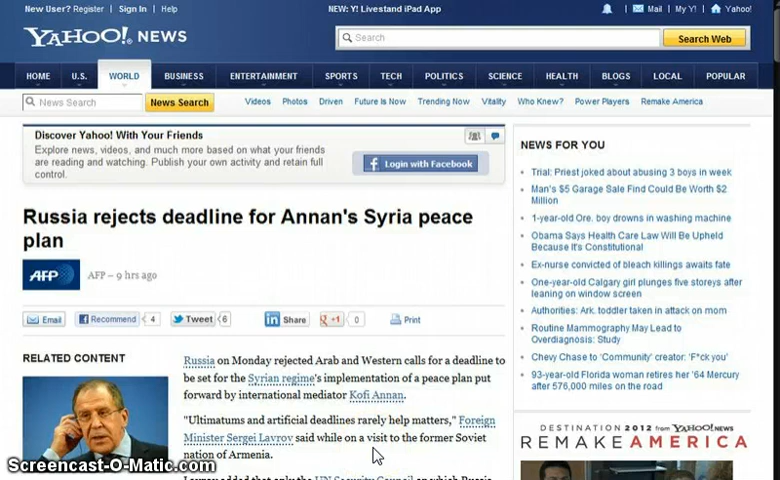 New User? Register | Sign In | Help
NEW: Y! Livestand iPad App
Mail | My Y! | Yahoo!
YAHOO! NEWS
Search
Search Web
HOME U.S. WORLD BUSINESS ENTERTAINMENT SPORTS TECH POLITICS SCIENCE HEALTH BLOGS LOCAL POPULAR
News Search
News Search
Videos Photos Driven Future Is Now Trending Now Vitality Who Knew? Power Players Remake America
Discover Yahoo! With Your Friends
Explore news, videos, and much more based on what your friends
are reading and watching. Publish your own activity and retain full
control.
Login with Facebook
Russia rejects deadline for Annan's Syria peace
plan
AFP
AFP – 9 hrs ago
Email
Recommend 4
Tweet 6
Share
+1 0
Print
RELATED CONTENT
Russia on Monday rejected Arab and Western calls for a deadline to
be set for the Syrian regime's implementation of a peace plan put
forward by international mediator Kofi Annan.
"Ultimatums and artificial deadlines rarely help matters," Foreign
Minister Sergei Lavrov said while on a visit to the former Soviet
nation of Armenia.
Lavrov added that only the UN Security Council on which Russia
NEWS FOR YOU
Trial: Priest joked about abusing 3 boys in week
Man's $5 Garage Sale Find Could Be Worth $2
Million
1-year-old Ore. boy drowns in washing machine
Obama Says Health Care Law Will Be Upheld
Because It's Constitutional
Ex-nurse convicted of bleach killings awaits fate
One-year-old Calgary girl plunges five storeys after
leaning on window screen
Authorities: Ark. toddler taken in attack on mom
Routine Mammography May Lead to
Overdiagnosis: Study
Chevy Chase to 'Community' creator: 'F*ck you'
93-year-old Florida woman retires her '64 Mercury
after 576,000 miles on the road
DESTINATION 2012 from YAHOO! NEWS
REMAKE AMERICA
Screencast-O-Matic.com